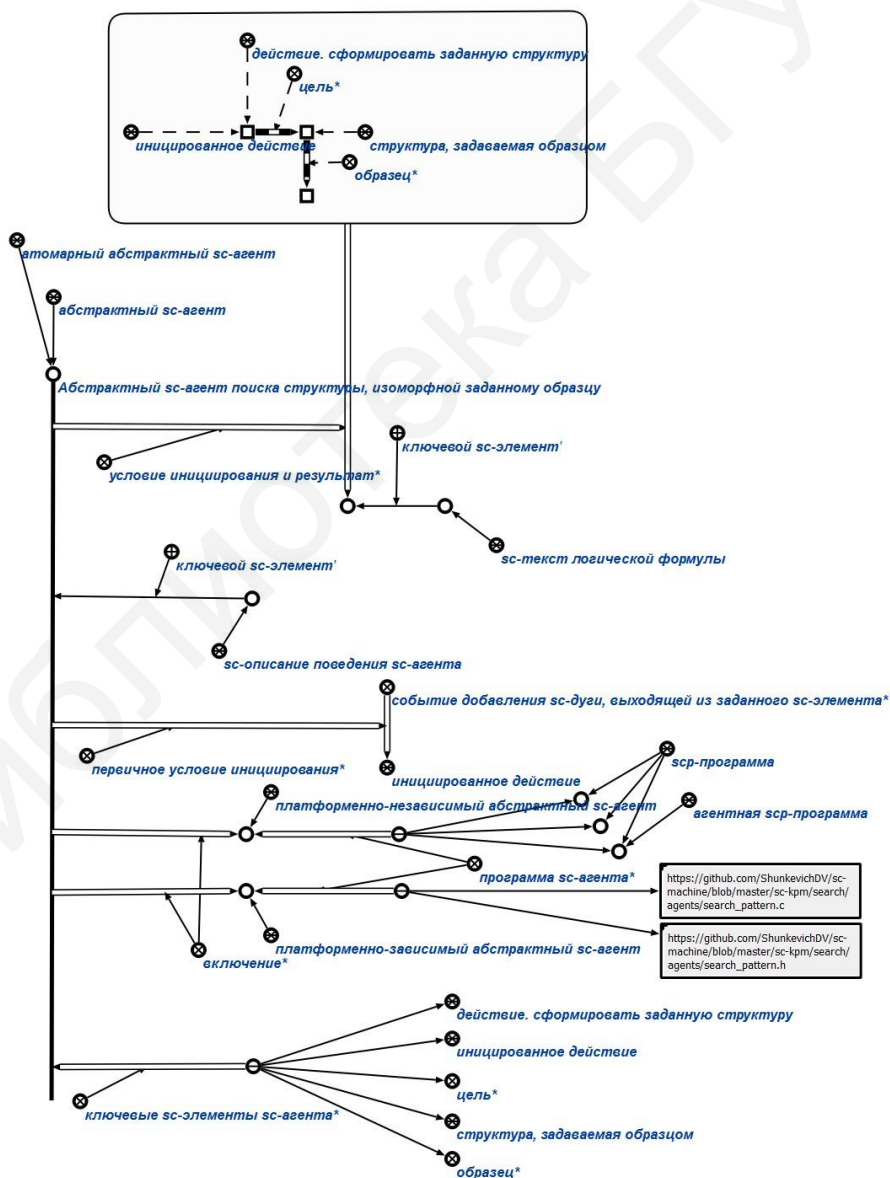 действие. сформировать заданную структуру
цель*
инициированное действие
структура, задаваемая образцом
образец*
атомарный абстрактный sc-агент
абстрактный sc-агент
Абстрактный sc-агент поиска структуры, изоморфной заданному образцу
ключевой sc-элемент'
условие инициирования и результат*
sc-текст логической формулы
ключевой sc-элемент'
sc-описание поведения sc-агента
событие добавления sc-дуги, выходящей из заданного sc-элемента*
первичное условие инициирования*
инициированное действие
scp-программа
платформенно-независимый абстрактный sc-агент
агентная scp-программа
программа sc-агента*
https://github.com/ShunkevichDV/sc-
machine/blob/master/sc-kpm/search/
agents/search_pattern.c
платформенно-зависимый абстрактный sc-агент
включение*
https://github.com/ShunkevichDV/sc-
machine/blob/master/sc-kpm/search/
agents/search_pattern.h
действие. сформировать заданную структуру
инициированное действие
цель*
ключевые sc-элементы sc-агента*
структура, задаваемая образцом
образец*